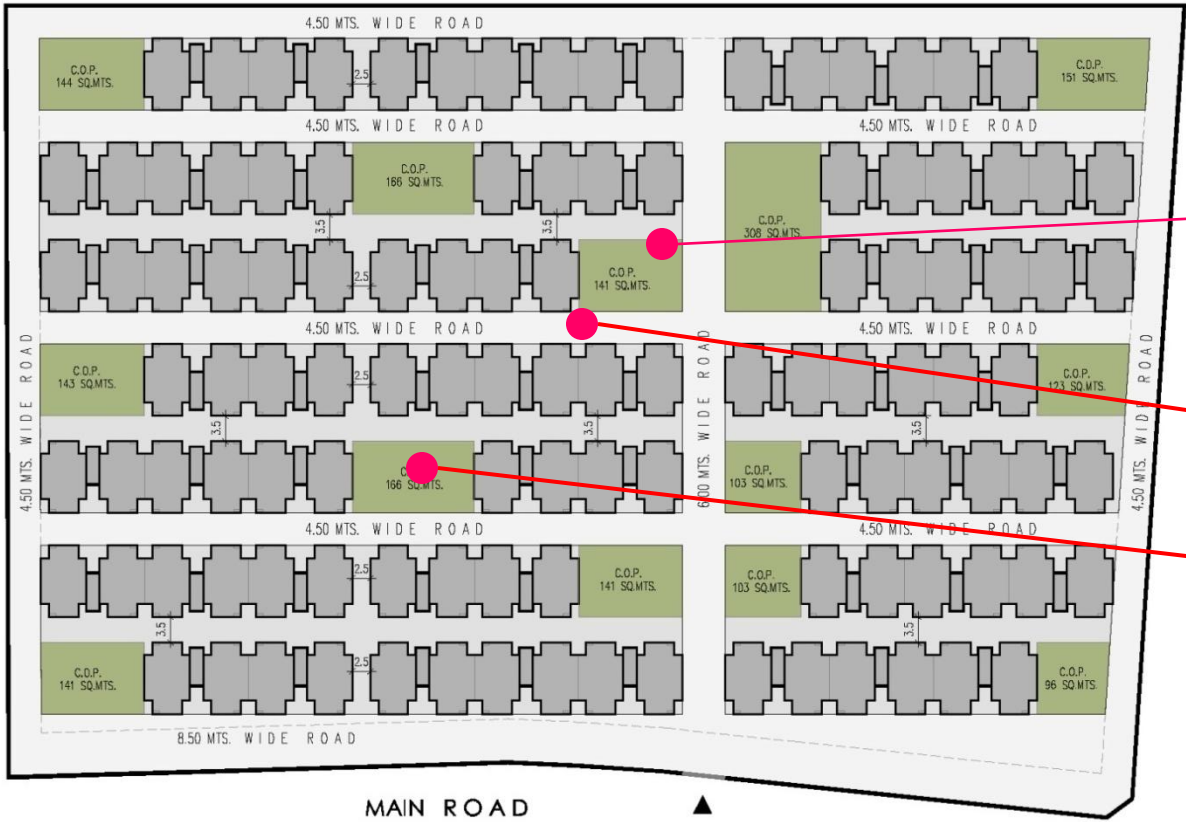 4.50 MTS. WIDE ROAD
C.O.P.
144 SQ.MTS.
2.5
C.O.P.
151 SQ.MTS.
4.50 MTS. WIDE ROAD
4.50 MTS. WIDE ROAD
C.O.P.
166 SQ.MTS.
3.5
3.5
C.O.P.
308 SQ.MTS.
2.5
C.O.P.
141 SQ.MTS.
4.50 MTS. WIDE ROAD
4.50 MTS. WIDE ROAD
4.50 MTS. WIDE ROAD
C.O.P.
143 SQ.MTS.
2.5
6.00 MTS. WIDE ROAD
C.O.P.
123 SQ.MTS.
4.50 MTS. WIDE ROAD
3.5
3.5
3.5
166 SQ.MTS.
C.O.P.
103 SQ.MTS.
4.50 MTS. WIDE ROAD
4.50 MTS. WIDE ROAD
2.5
C.O.P.
141 SQ.MTS.
C.O.P.
103 SQ.MTS.
3.5
3.5
C.O.P.
141 SQ.MTS.
2.5
C.O.P.
96 SQ.MTS.
8.50 MTS. WIDE ROAD
MAIN ROAD